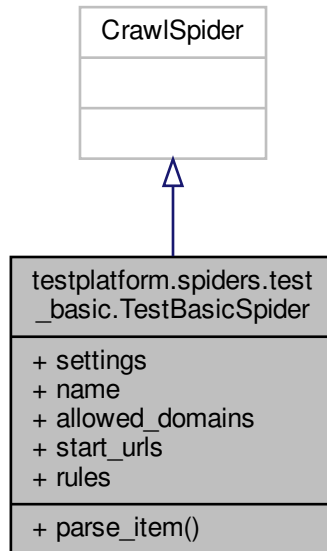 CrawlSpider
testplatform.spiders.test
_basic.TestBasicSpider
+ settings
+ name
+ allowed_domains
+ start_urls
+ rules
+ parse_item()